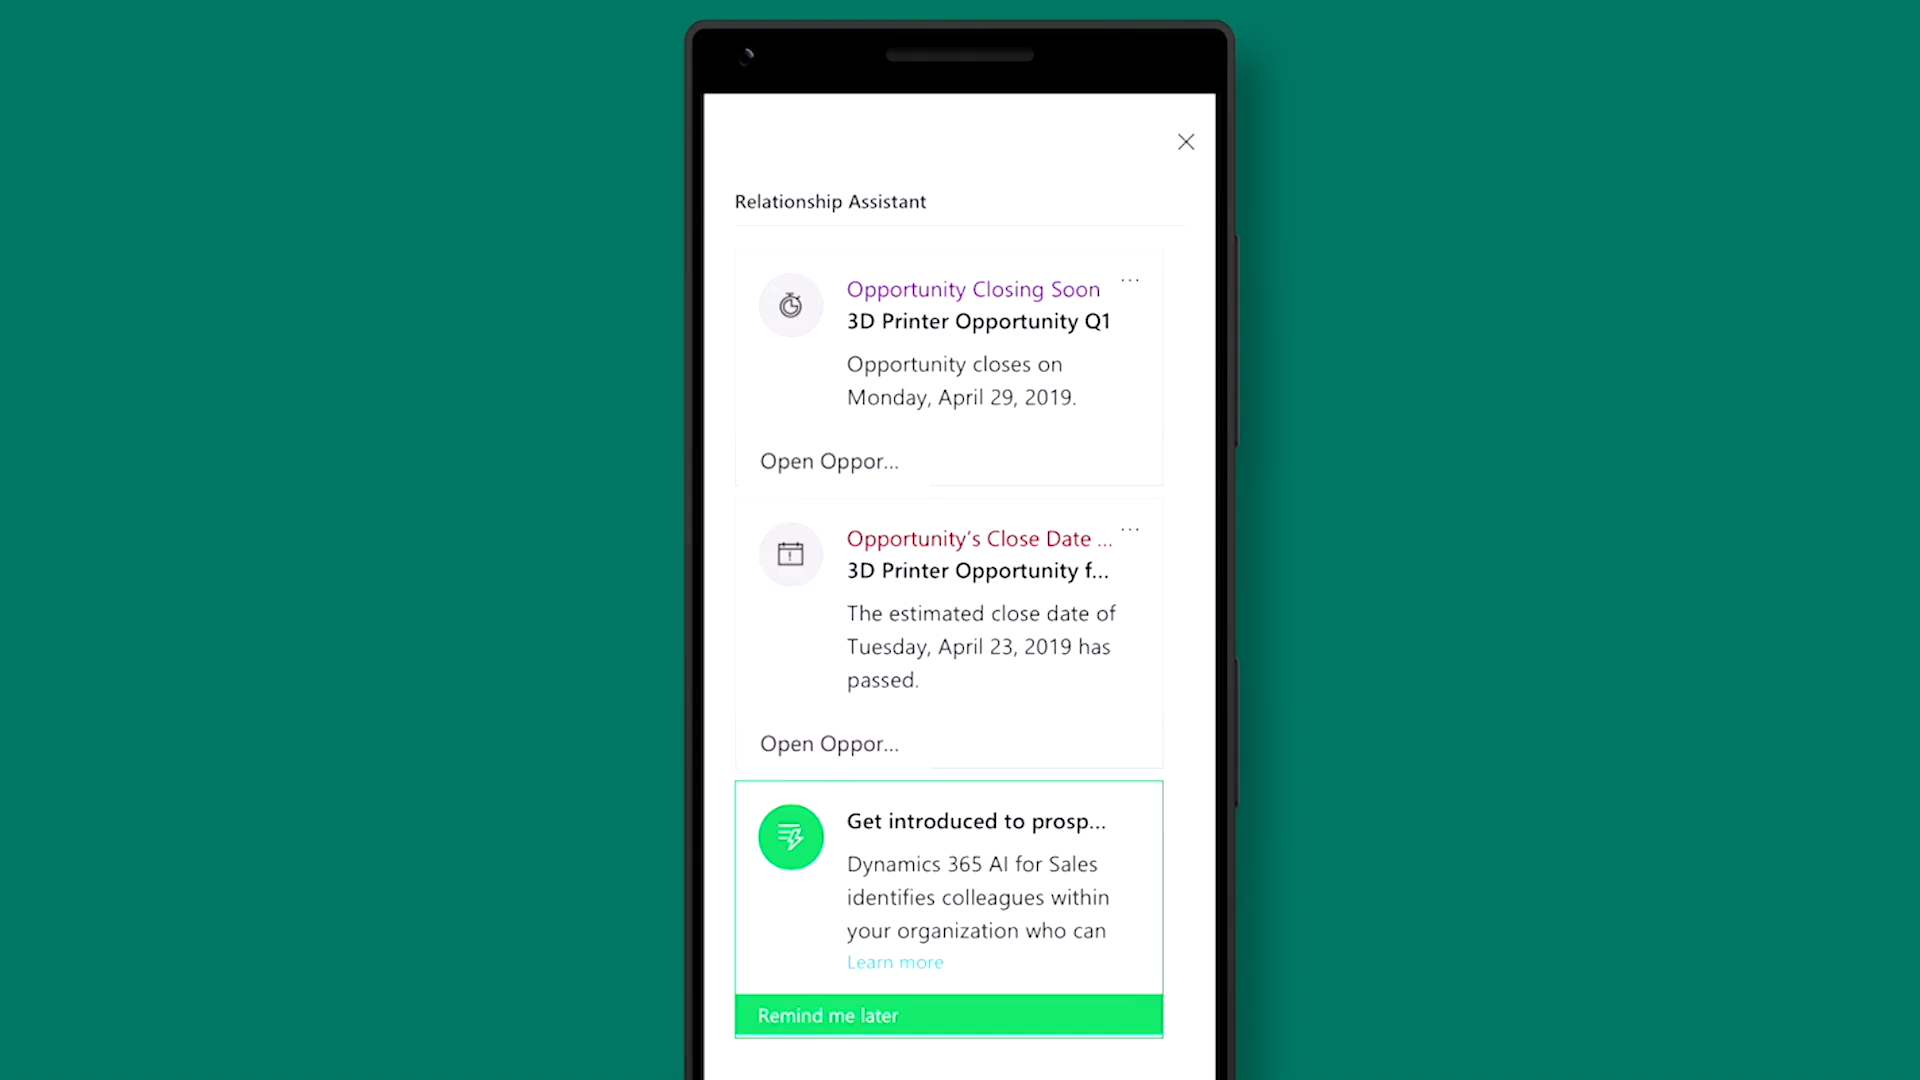 Relationship Assistant
Opportunity Closing Soon
...
3D Printer Opportunity Q1
Opportunity closes on
Monday, April 29, 2019.
Open Oppor...
Opportunity’s Close Date ...
...
3D Printer Opportunity f...
The estimated close date of
Tuesday, April 23, 2019 has
passed.
Open Oppor...
Get introduced to prosp...
Dynamics 365 AI for Sales
identifies colleagues within
your organization who can
Learn more
Remind me later